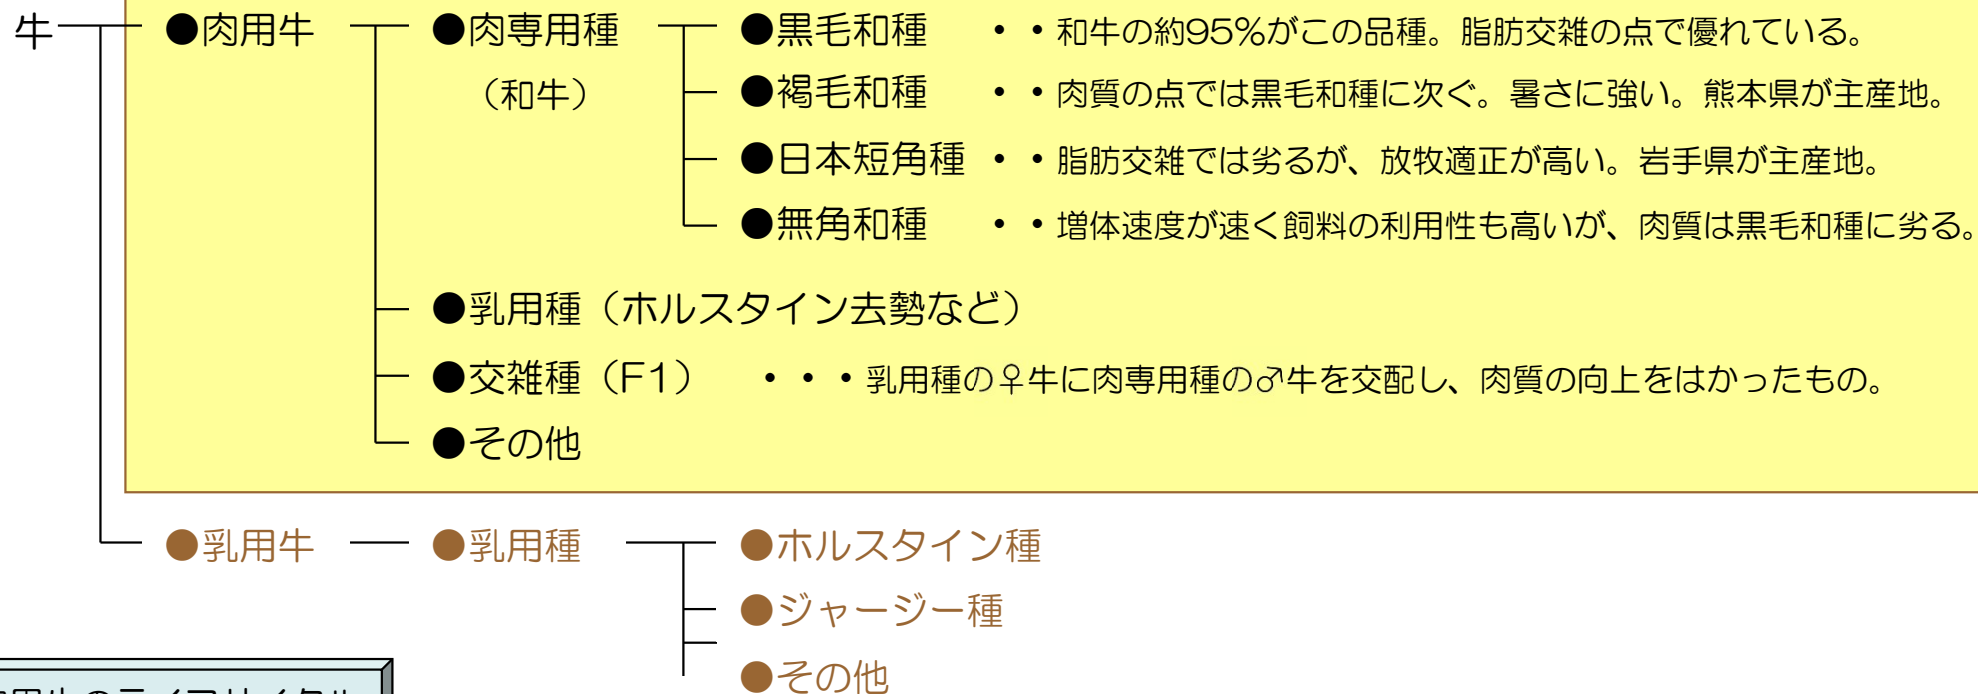 牛 ●肉用牛 ●肉専用種 ●黒毛和種 ・・和牛の約95%がこの品種。脂肪交雑の点で優れている。
（和牛） ●褐毛和種 ・・肉質の点では黒毛和種に次ぐ。暑さに強い。熊本県が主産地。
●日本短角種 ・・脂肪交雑では劣るが、放牧適正が高い。岩手県が主産地。
●無角和種 ・・増体速度が速く飼料の利用性も高いが、肉質は黒毛和種に劣る。
●乳用種（ホルスタイン去勢など）
●交雑種（F1） ・・・乳用種の♀牛に肉専用種の♂牛を交配し、肉質の向上をはかったもの。
●その他
●乳用牛 ●乳用種 ●ホルスタイン種
●ジャージー種
●その他
用牛のライフサイクル